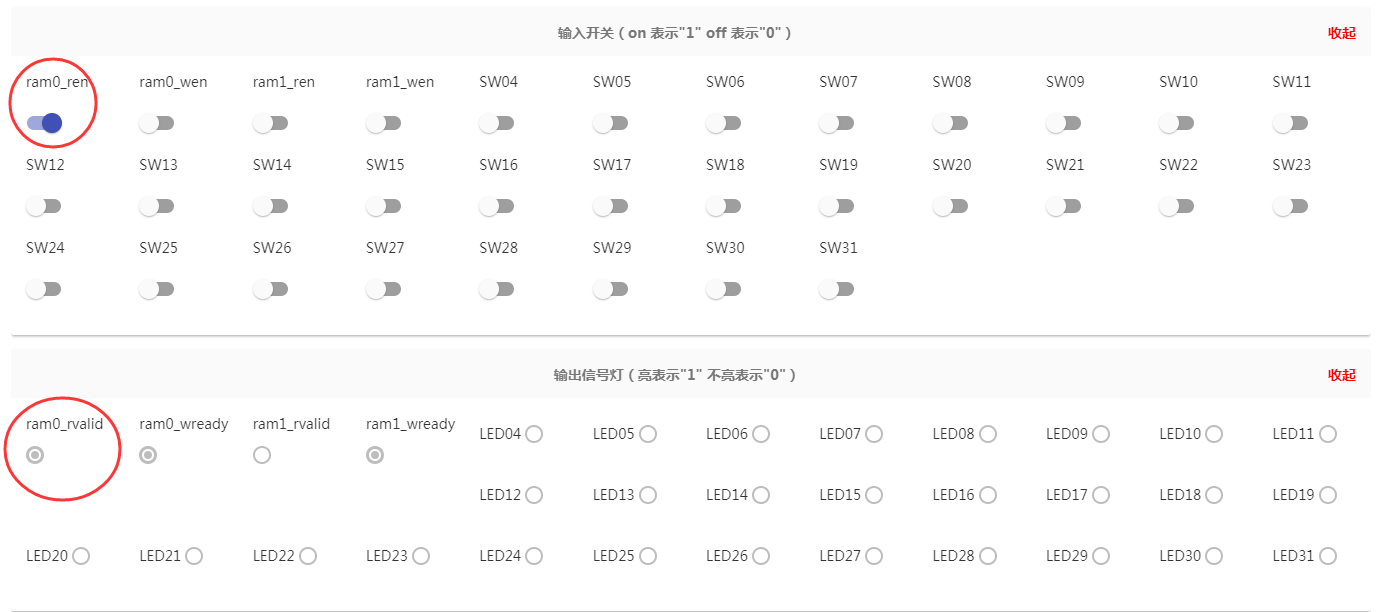 输入开关（on 表示"1" off 表示"0"） 收起
ram0_ren ram0_wen ram1_ren ram1_wen SW04 SW05 SW06 SW07 SW08 SW09 SW10 SW11
SW12 SW13 SW14 SW15 SW16 SW17 SW18 SW19 SW20 SW21 SW22 SW23
SW24 SW25 SW26 SW27 SW28 SW29 SW30 SW31
输出信号灯（亮表示"1" 不亮表示"0"） 收起
ram0_rvalid ram0_wready ram1_rvalid ram1_wready LED04 LED05 LED06 LED07 LED08 LED09 LED10 LED11
LED12 LED13 LED14 LED15 LED16 LED17 LED18 LED19
LED20 LED21 LED22 LED23 LED24 LED25 LED26 LED27 LED28 LED29 LED30 LED31